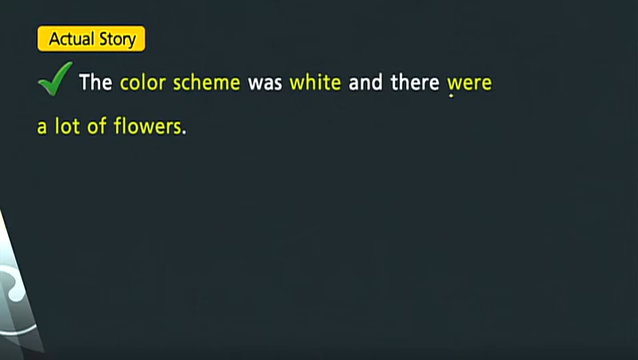 Actual Story
The color scheme was white and there were
a lot of flowers.